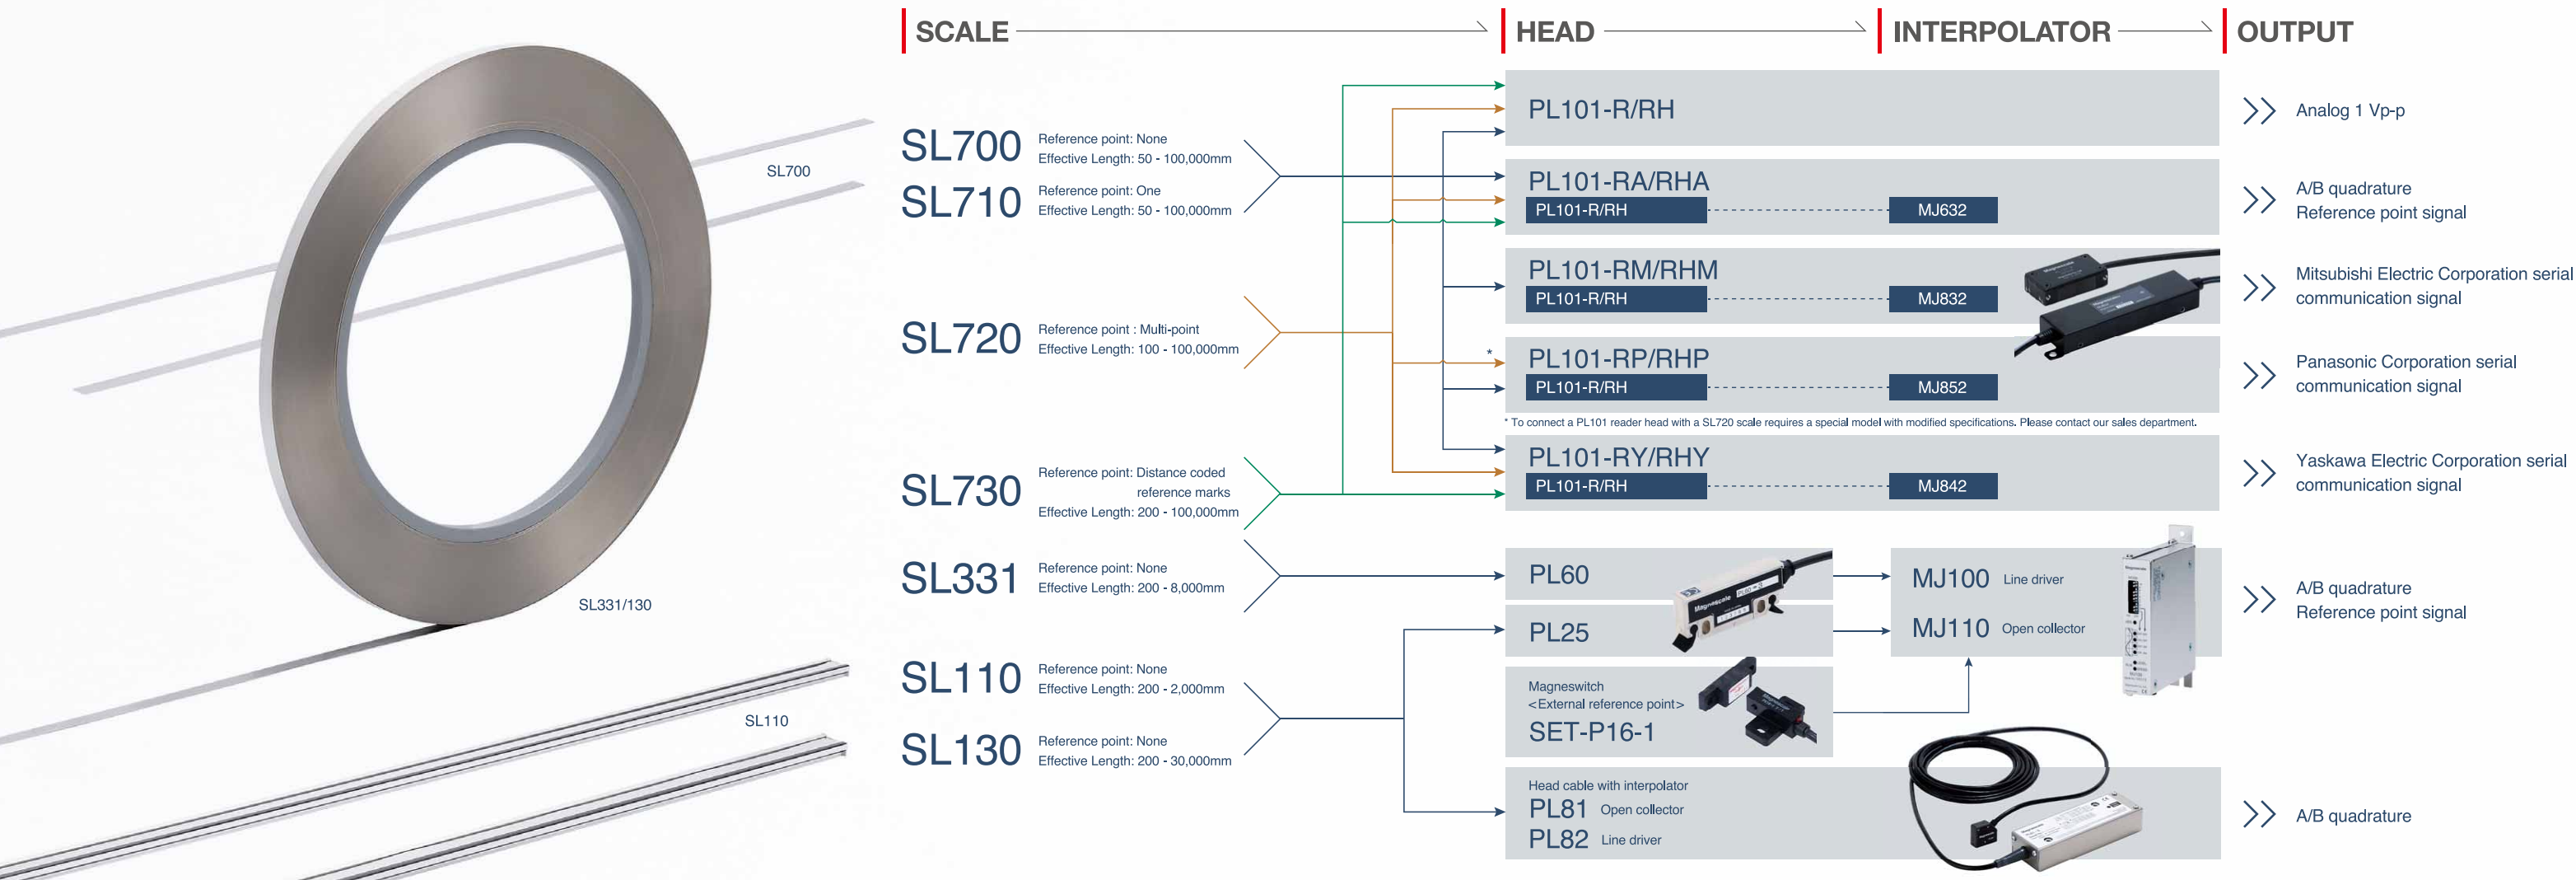 SCALE
HEAD
INTERPOLATOR
OUTPUT
SL700
SL331/130
SL110
SL700
Reference point: None
Effective Length: 50 - 100,000mm
SL710
Reference point: One
Effective Length: 50 - 100,000mm
SL720
Reference point : Multi-point
Effective Length: 100 - 100,000mm
SL730
Reference point: Distance coded
reference marks
Effective Length: 200 - 100,000mm
SL331
Reference point: None
Effective Length: 200 - 8,000mm
SL110
Reference point: None
Effective Length: 200 - 2,000mm
SL130
Reference point: None
Effective Length: 200 - 30,000mm
PL101-R/RH
Analog 1 Vp-p
PL101-RA/RHA
PL101-R/RH
MJ632
A/B quadrature
Reference point signal
PL101-RM/RHM
PL101-R/RH
MJ832
Magnescale
Magnescale
Mitsubishi Electric Corporation serial
communication signal
*
PL101-RP/RHP
PL101-R/RH
MJ852
Panasonic Corporation serial
communication signal
* To connect a PL101 reader head with a SL720 scale requires a special model with modified specifications. Please contact our sales department.
PL101-RY/RHY
PL101-R/RH
MJ842
Yaskawa Electric Corporation serial
communication signal
PL60
Magnescale
MJ100 Line driver
PL25
MJ110 Open collector
A/B quadrature
Reference point signal
Magneswitch
<External reference point>
SET-P16-1
Head cable with interpolator
PL81 Open collector
PL82 Line driver
A/B quadrature